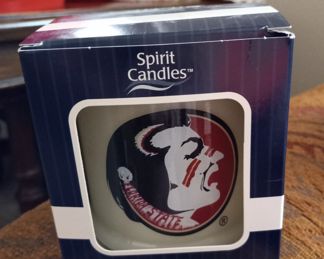 Spirit
Candles™
FLORIDA STATE
®